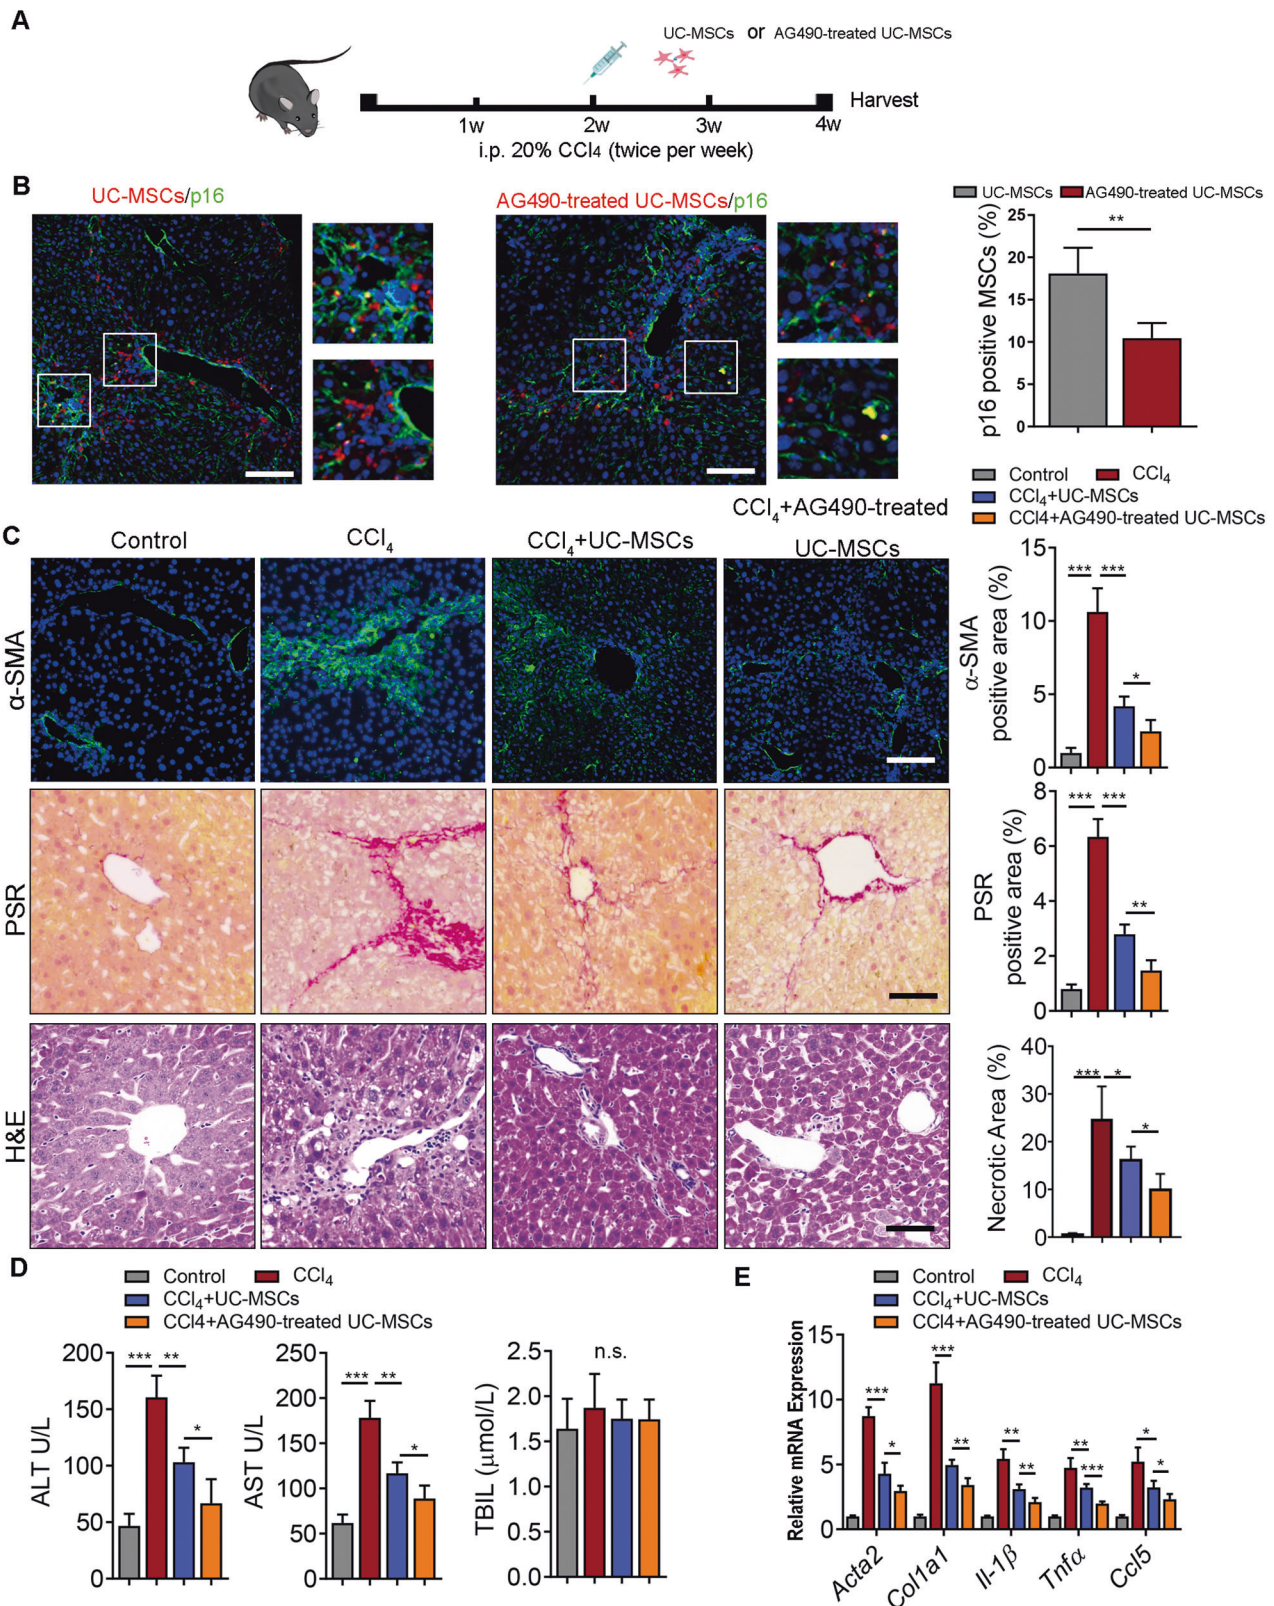 A
UC-MSCs or AG490-treated UC-MSCs
Harvest
1w 2w 3w 4w
i.p. 20% CCl4 (twice per week)
B
UC-MSCs/p16
AG490-treated UC-MSCs/p16
UC-MSCs AG490-treated UC-MSCs
p16 positive MSCs (%)
25
20
15
10
5
0
**
C
Control
CCl4
CCl4+UC-MSCs
CCl4+AG490-treated
UC-MSCs
α-SMA
PSR
H&E
Control CCl4
CCl4+UC-MSCs
CCl4+AG490-treated UC-MSCs
α-SMA
positive area (%)
15
10
5
0
*** ***
*
PSR
positive area (%)
8
6
4
2
0
*** ***
**
Necrotic Area (%)
40
30
20
10
0
*** *
*
D
Control CCl4
CCl4+UC-MSCs
CCl4+AG490-treated UC-MSCs
ALT U/L
200
150
100
50
0
*** **
*
AST U/L
250
200
150
100
50
0
*** **
*
TBIL (μmol/L)
2.5
2.0
1.5
1.0
0.5
0.0
n.s.
E
Control CCl4
CCl4+UC-MSCs
CCl4+AG490-treated UC-MSCs
Relative mRNA Expression
15
10
5
0
*** *
*** **
** **
** ***
* *
Acta2 Col1a1 Il-1β Tnfα Ccl5